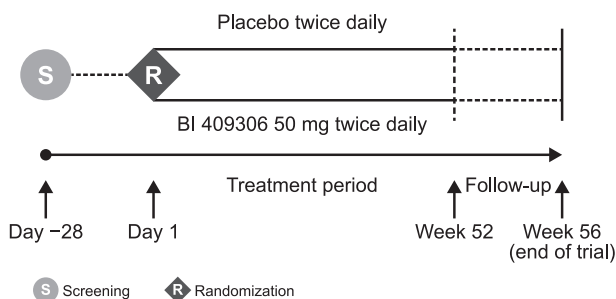 Placebo twice daily
S
R
BI 409306 50 mg twice daily
Treatment period
Follow-up
Day −28
Day 1
Week 52
Week 56
(end of trial)
S Screening
R Randomization